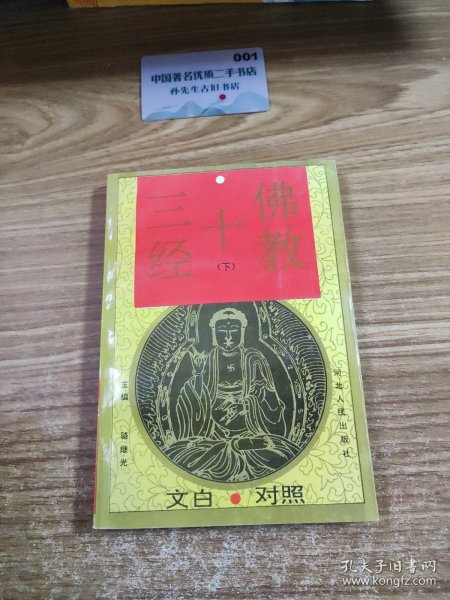 001
中国著名优质二手书店
孙先生古旧书店
佛教
十
三经
(下)
卍
主编 骆继光
河北人民出版社
文白·对照
孔夫子旧书网
www.kongfz.com